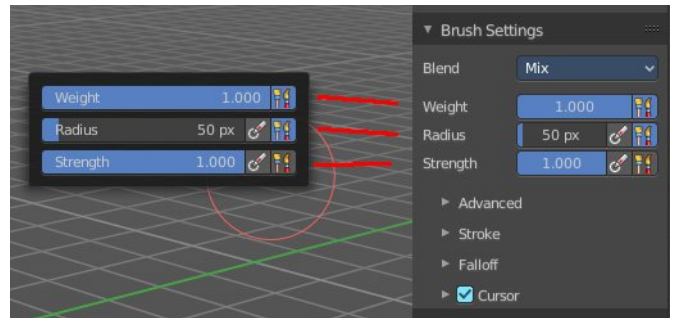 Weight 1.000
Radius 50 px
Strength 1.000
Brush Settings
Blend Mix
Weight 1.000
Radius 50 px
Strength 1.000
Advanced
Stroke
Falloff
Cursor